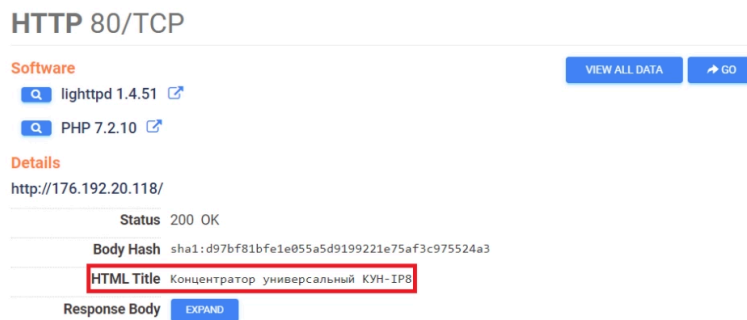 HTTP 80/TCP
Software
VIEW ALL DATA
GO
lighttpd 1.4.51
PHP 7.2.10
Details
http://176.192.20.118/
Status 200 OK
Body Hash sha1:d97bf81bfe1e055a5d9199221e75af3c975524a3
HTML Title Концентратор универсальный КУН-IP8
Response Body EXPAND